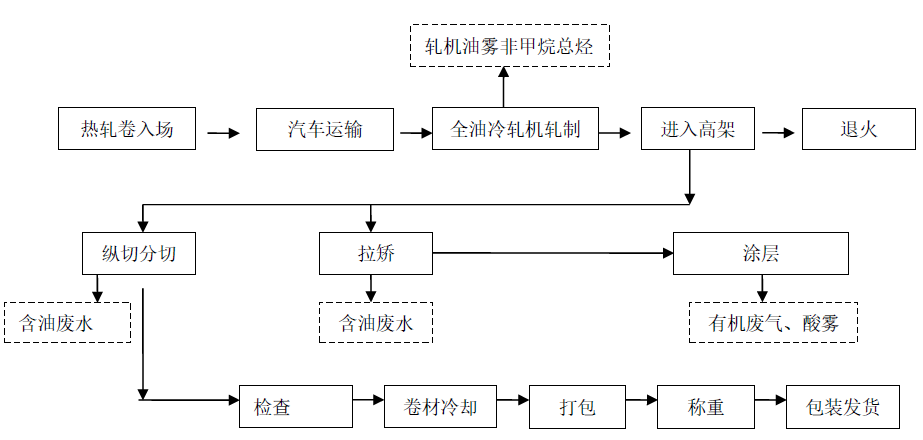 轧机油雾非甲烷总烃
热轧卷入场
汽车运输
全油冷轧机轧制
进入高架
退火
纵切分切
拉矫
涂层
含油废水
含油废水
有机废气、酸雾
检查
卷材冷却
打包
称重
包装发货